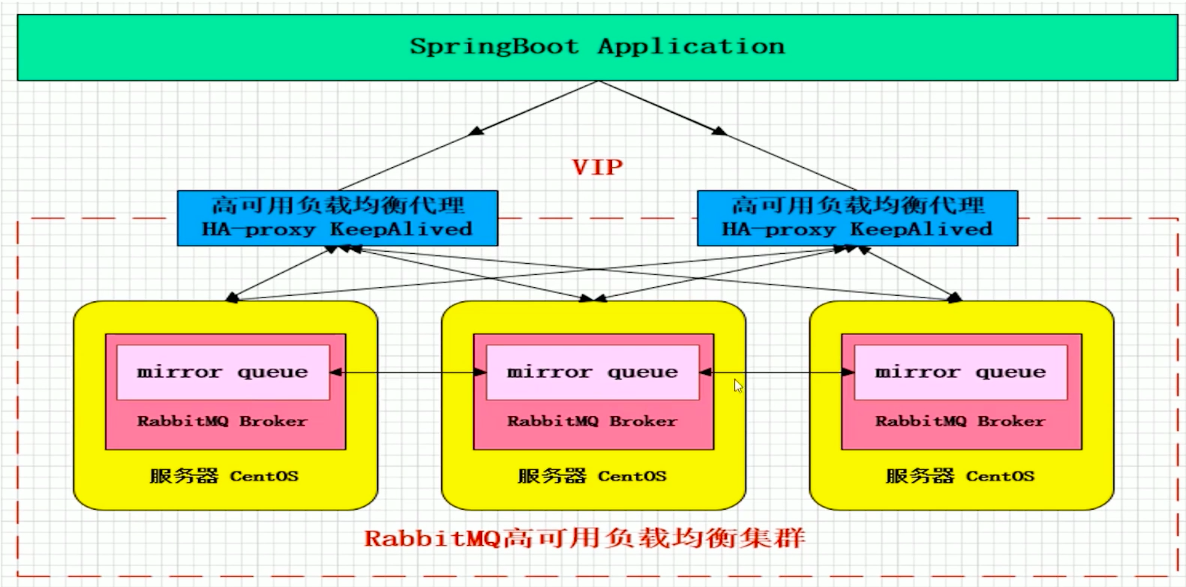 SpringBoot Application
VIP
高可用负载均衡代理
HA-proxy KeepAlived
高可用负载均衡代理
HA-proxy KeepAlived
mirror queue
RabbitMQ Broker
服务器 CentOS
mirror queue
RabbitMQ Broker
服务器 CentOS
mirror queue
RabbitMQ Broker
服务器 CentOS
RabbitMQ高可用负载均衡集群